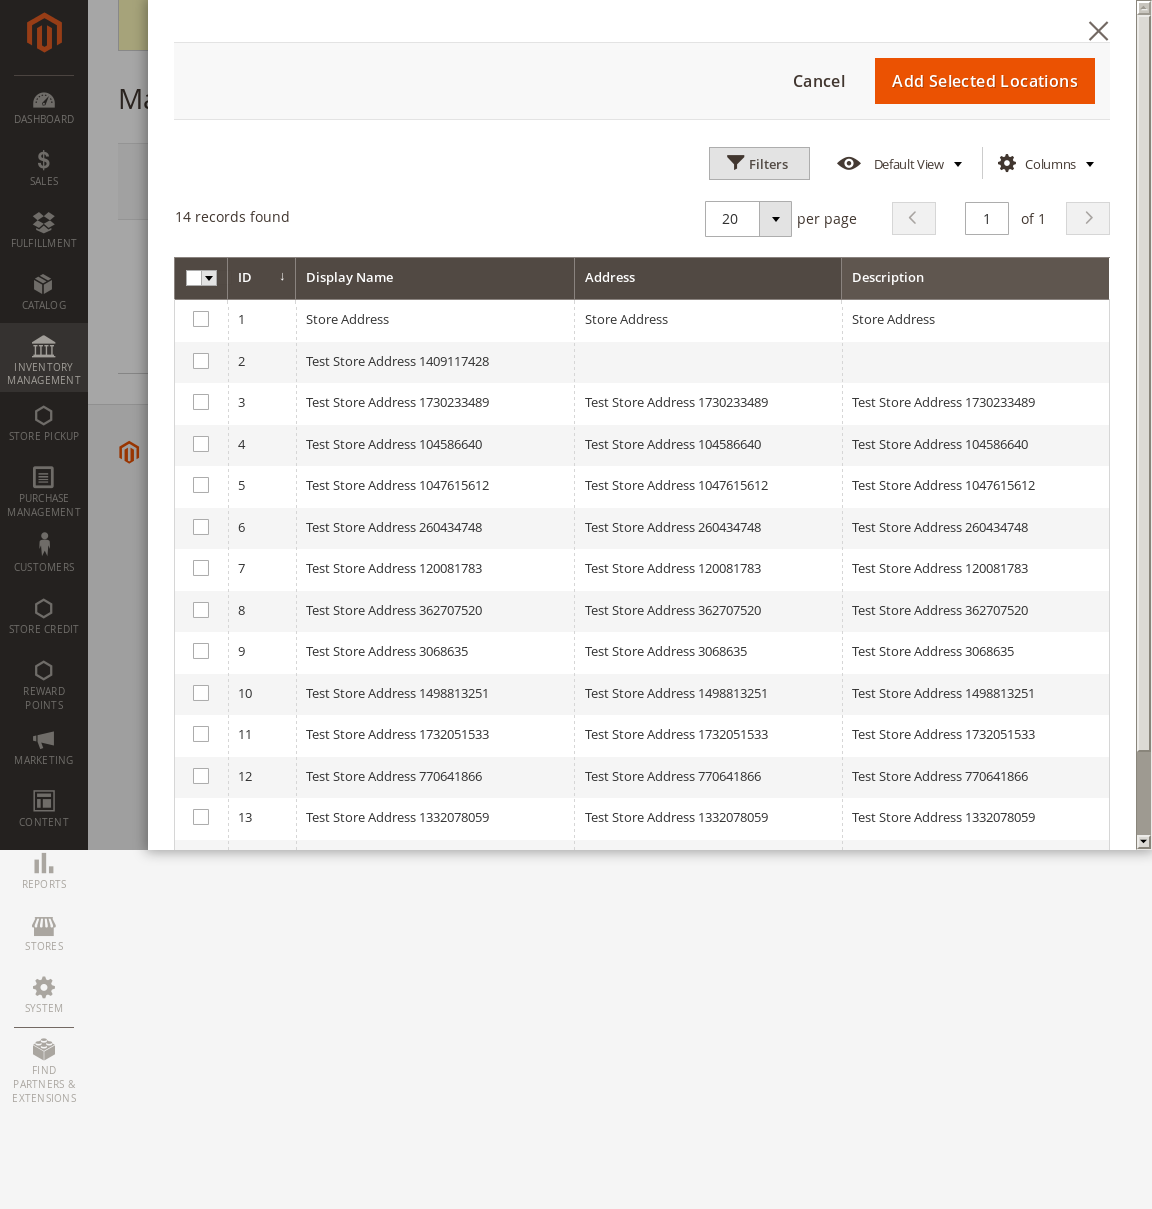 DASHBOARD
SALES
FULFILLMENT
CATALOG
INVENTORY
MANAGEMENT
STORE PICKUP
PURCHASE
MANAGEMENT
CUSTOMERS
STORE CREDIT
REWARD
POINTS
MARKETING
CONTENT
REPORTS
STORES
SYSTEM
FIND
PARTNERS &
EXTENSIONS
Ma
Cancel Add Selected Locations
Filters Default View Columns
14 records found 20 per page 1 of 1
ID ↓ Display Name Address Description
1 Store Address Store Address Store Address
2 Test Store Address 1409117428
3 Test Store Address 1730233489 Test Store Address 1730233489 Test Store Address 1730233489
4 Test Store Address 104586640 Test Store Address 104586640 Test Store Address 104586640
5 Test Store Address 1047615612 Test Store Address 1047615612 Test Store Address 1047615612
6 Test Store Address 260434748 Test Store Address 260434748 Test Store Address 260434748
7 Test Store Address 120081783 Test Store Address 120081783 Test Store Address 120081783
8 Test Store Address 362707520 Test Store Address 362707520 Test Store Address 362707520
9 Test Store Address 3068635 Test Store Address 3068635 Test Store Address 3068635
10 Test Store Address 1498813251 Test Store Address 1498813251 Test Store Address 1498813251
11 Test Store Address 1732051533 Test Store Address 1732051533 Test Store Address 1732051533
12 Test Store Address 770641866 Test Store Address 770641866 Test Store Address 770641866
13 Test Store Address 1332078059 Test Store Address 1332078059 Test Store Address 1332078059